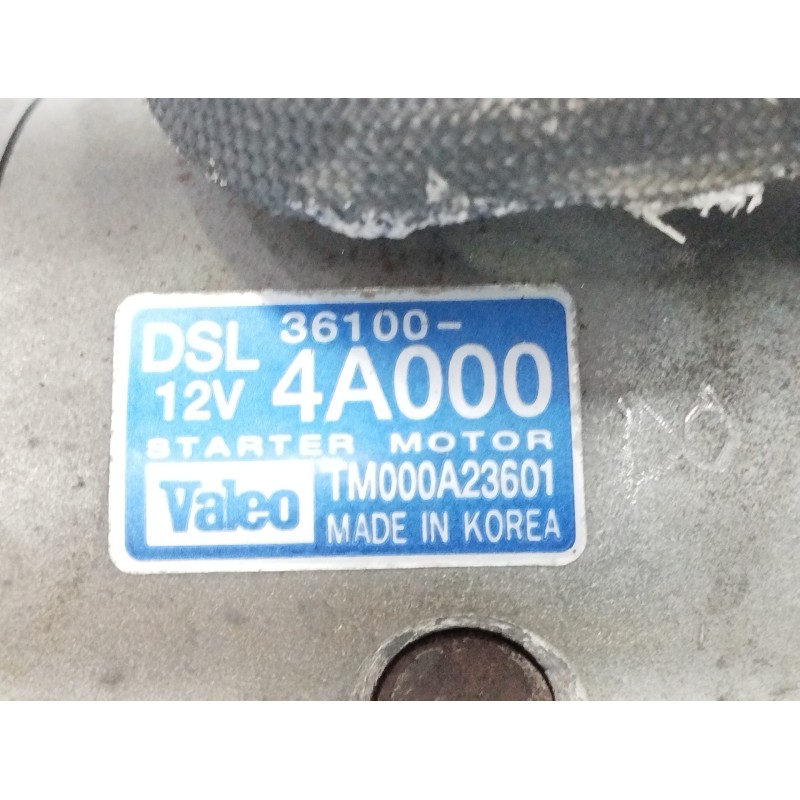 DSL 36100-
12V 4A000
STARTER MOTOR
Valeo TM000A23601
MADE IN KOREA